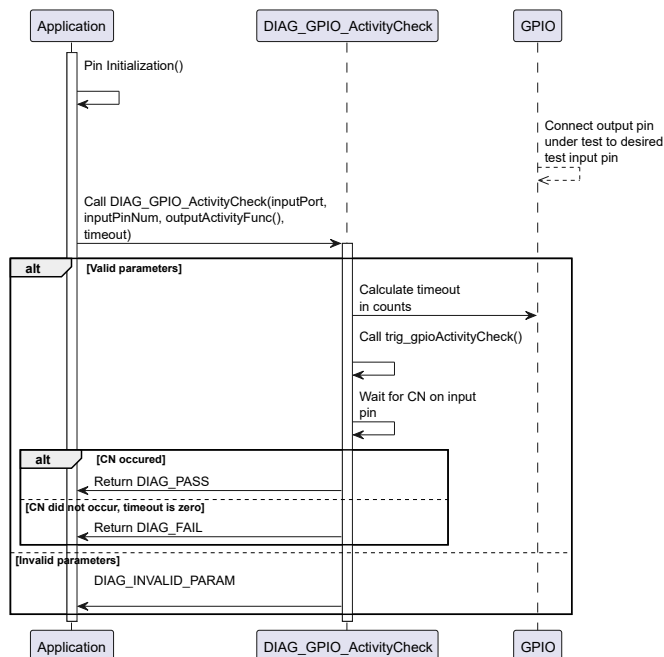 Application
DIAG_GPIO_ActivityCheck
GPIO
Pin Initialization()
Connect output pin
under test to desired
test input pin
Call DIAG_GPIO_ActivityCheck(inputPort,
inputPinNum, outputActivityFunc(),
timeout)
alt
[Valid parameters]
Calculate timeout
in counts
Call trig_gpioActivityCheck()
Wait for CN on input
pin
alt
[CN occured]
Return DIAG_PASS
[CN did not occur, timeout is zero]
Return DIAG_FAIL
[Invalid parameters]
DIAG_INVALID_PARAM
Application
DIAG_GPIO_ActivityCheck
GPIO